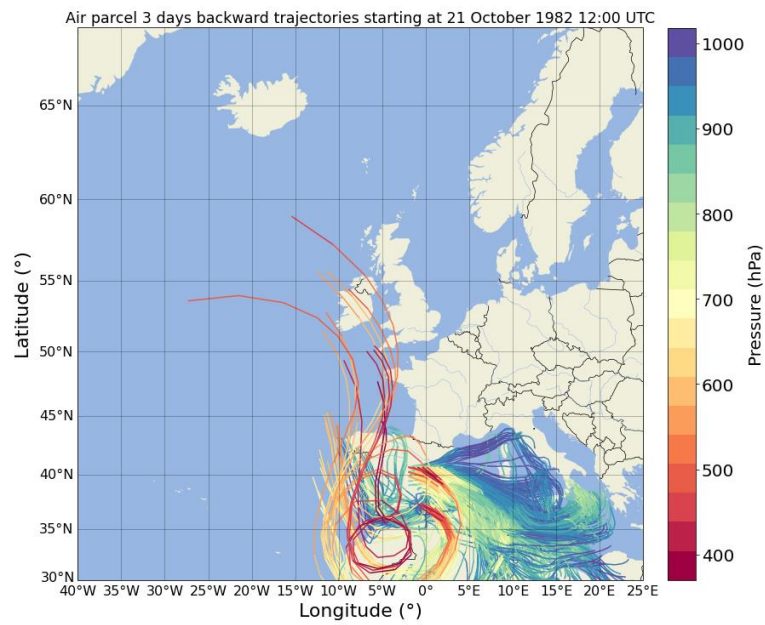 Air parcel 3 days backward trajectories starting at 21 October 1982 12:00 UTC
65°N
60°N
55°N
50°N
45°N
40°N
35°N
30°N
Latitude (°)
40°W 35°W 30°W 25°W 20°W 15°W 10°W 5°W 0° 5°E 10°E 15°E 20°E 25°E
Longitude (°)
1000
900
800
700
600
500
400
Pressure (hPa)